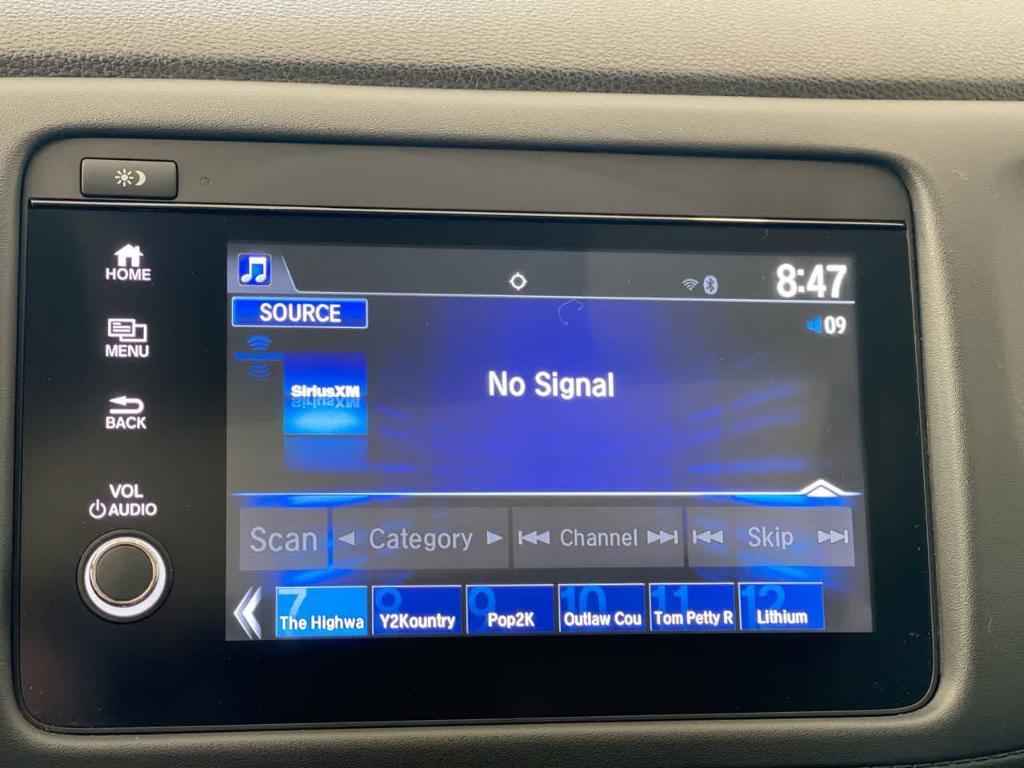 HOME
MENU
BACK
VOL
AUDIO
8:47
SOURCE
09
SiriusXM
No Signal
Scan Category Channel Skip
7 8 9 10 11 12
The Highwa Y2Kountry Pop2K Outlaw Cou Tom Petty R Lithium